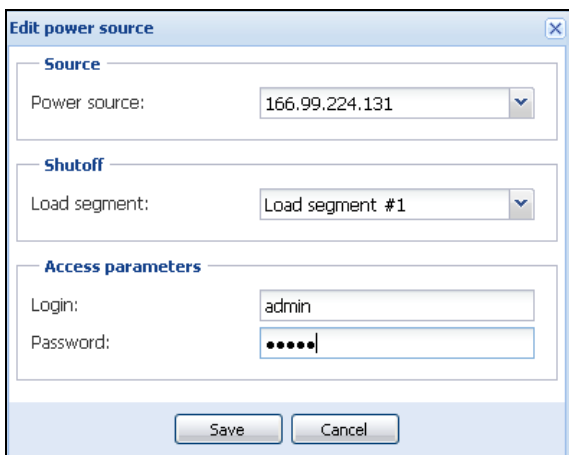 Edit power source
Source
Power source: 166.99.224.131
Shutoff
Load segment: Load segment #1
Access parameters
Login: admin
Password: •••••
Save Cancel